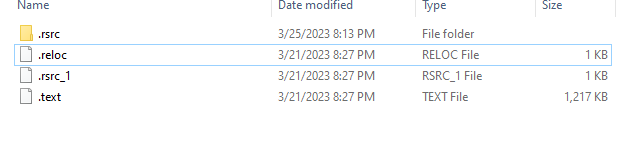 Name Date modified Type Size
.rsrc 3/25/2023 8:13 PM File folder
.reloc 3/21/2023 8:27 PM RELOC File 1 KB
.rsrc_1 3/21/2023 8:27 PM RSRC_1 File 1 KB
.text 3/21/2023 8:27 PM TEXT File 1,217 KB